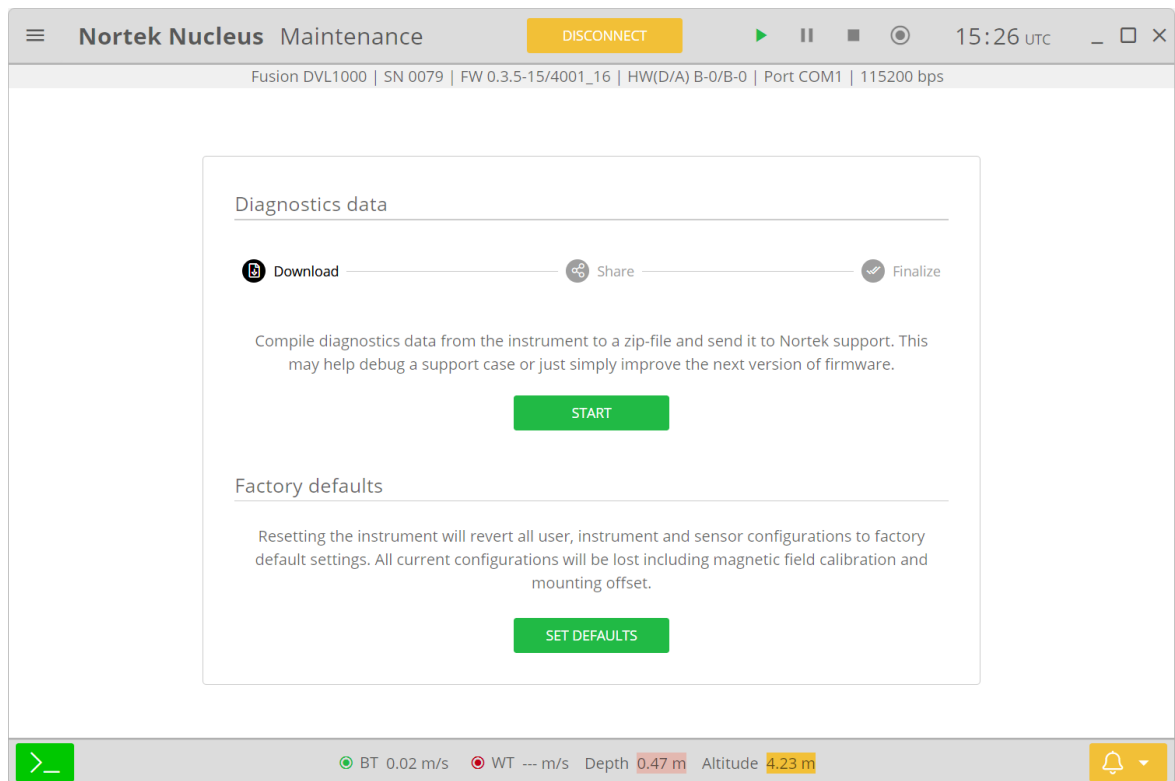 Nortek Nucleus Maintenance DISCONNECT 15:26 UTC
Fusion DVL1000 | SN 0079 | FW 0.3.5-15/4001_16 | HW(D/A) B-0/B-0 | Port COM1 | 115200 bps
Diagnostics data
Download Share Finalize
Compile diagnostics data from the instrument to a zip-file and send it to Nortek support. This
may help debug a support case or just simply improve the next version of firmware.
START
Factory defaults
Resetting the instrument will revert all user, instrument and sensor configurations to factory
default settings. All current configurations will be lost including magnetic field calibration and
mounting offset.
SET DEFAULTS
BT 0.02 m/s WT --- m/s Depth 0.47 m Altitude 4.23 m